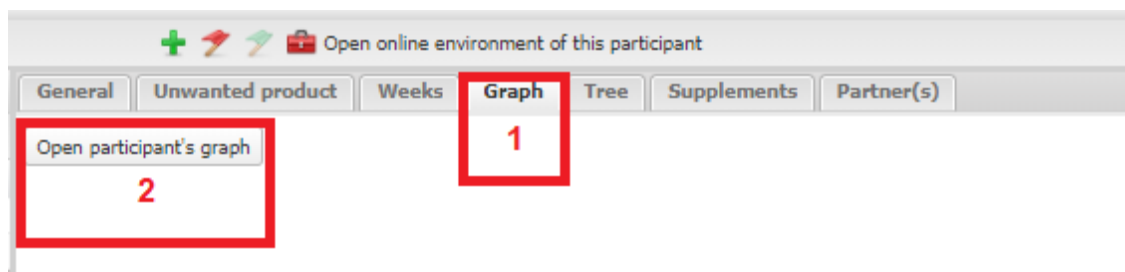 Open online environment of this participant
General Unwanted product Weeks Graph Tree Supplements Partner(s)
Open participant's graph
1
2